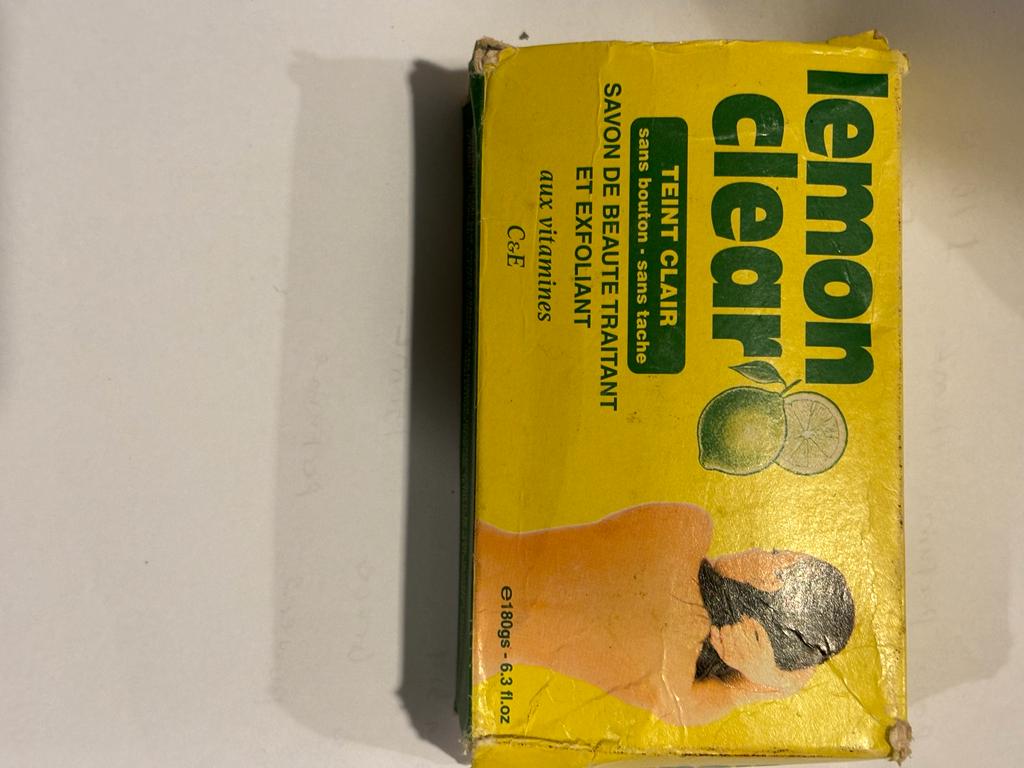 lemon
clear
TEINT CLAIR
sans bouton - sans tache
SAVON DE BEAUTE TRAITANT
ET EXFOLIANT
aux vitamines
C&E
e180gs - 6.3 fl.oz